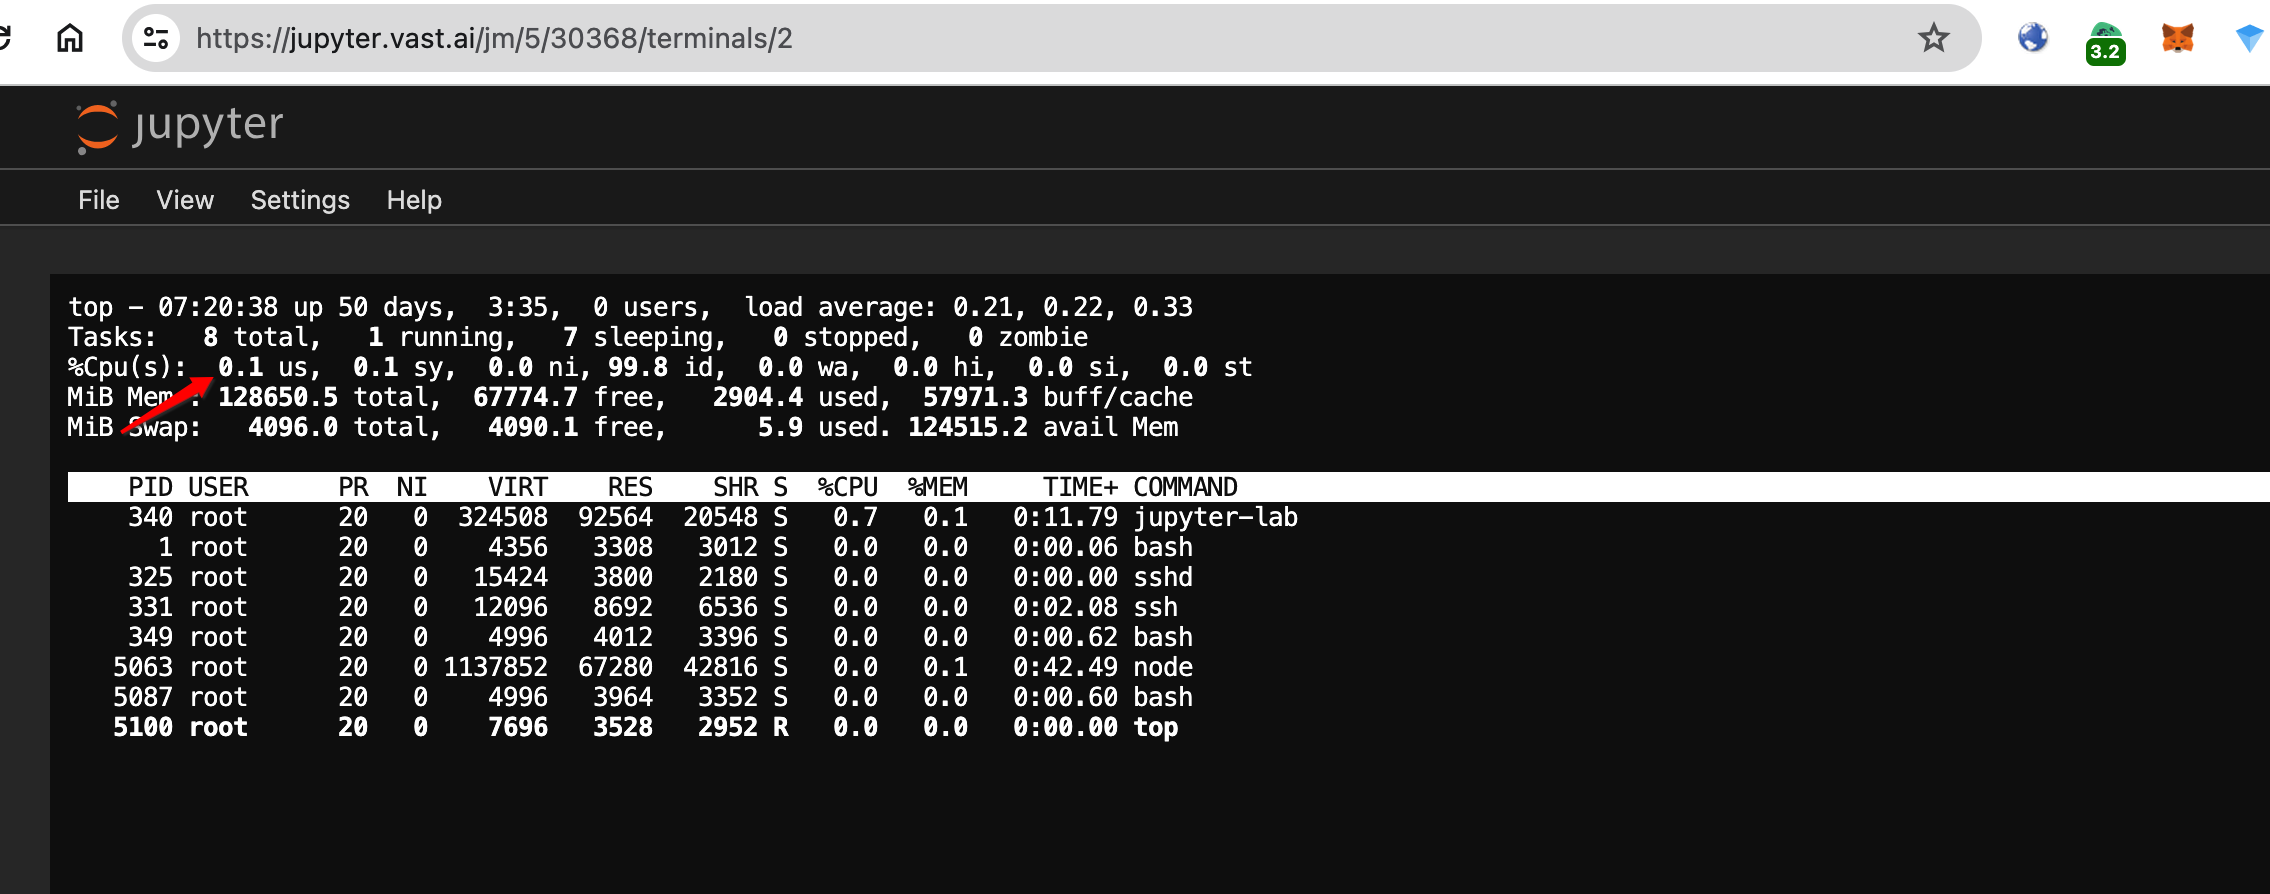 https://jupyter.vast.ai/jm/5/30368/terminals/2
3.2
jupyter
File View Settings Help
top - 07:20:38 up 50 days,  3:35,  0 users,  load average: 0.21, 0.22, 0.33
Tasks:   8 total,   1 running,   7 sleeping,   0 stopped,   0 zombie
%Cpu(s):  0.1 us,  0.1 sy,  0.0 ni, 99.8 id,  0.0 wa,  0.0 hi,  0.0 si,  0.0 st
MiB Mem : 128650.5 total,  67774.7 free,   2904.4 used,  57971.3 buff/cache
MiB Swap:   4096.0 total,   4090.1 free,      5.9 used. 124515.2 avail Mem
PID USER      PR  NI    VIRT    RES    SHR S  %CPU  %MEM     TIME+ COMMAND
340 root      20   0  324508  92564  20548 S   0.7   0.1   0:11.79 jupyter-lab
1 root      20   0    4356   3308   3012 S   0.0   0.0   0:00.06 bash
325 root      20   0   15424   3800   2180 S   0.0   0.0   0:00.00 sshd
331 root      20   0   12096   8692   6536 S   0.0   0.0   0:02.08 ssh
349 root      20   0    4996   4012   3396 S   0.0   0.0   0:00.62 bash
5063 root      20   0 1137852  67280  42816 S   0.0   0.1   0:42.49 node
5087 root      20   0    4996   3964   3352 S   0.0   0.0   0:00.60 bash
5100 root      20   0    7696   3528   2952 R   0.0   0.0   0:00.00 top